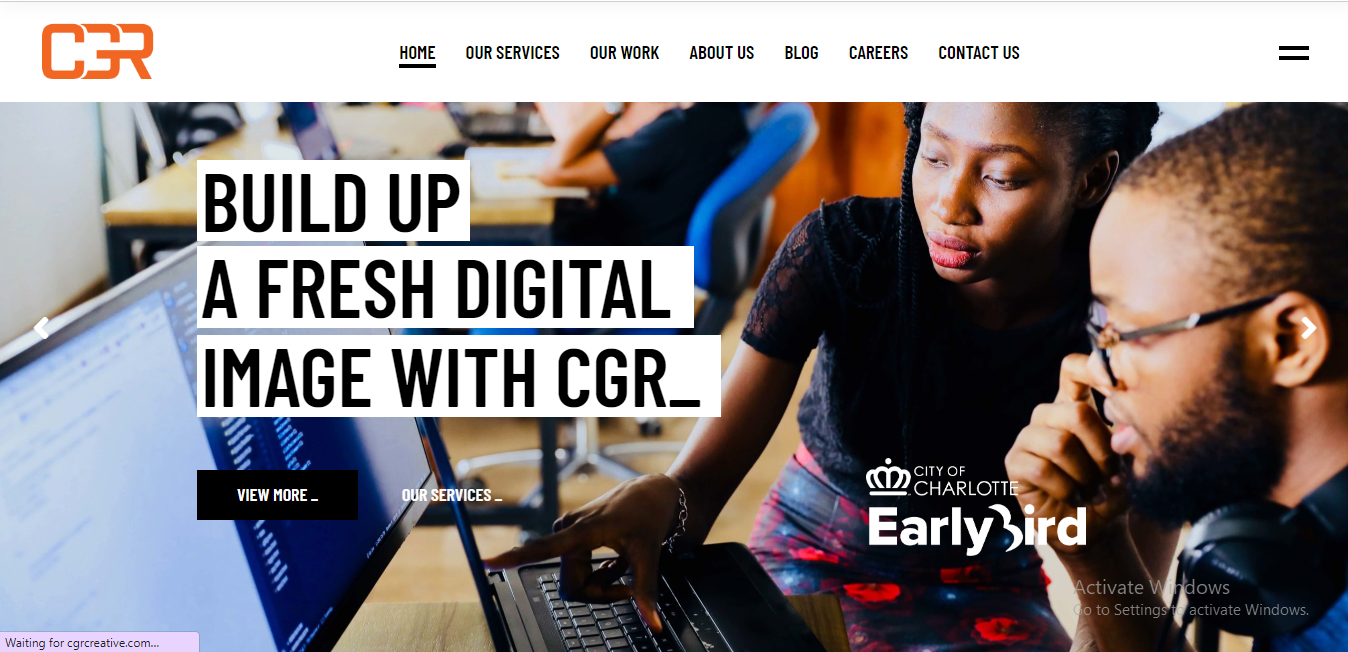 CGR
HOME OUR SERVICES OUR WORK ABOUT US BLOG CAREERS CONTACT US
BUILD UP
A FRESH DIGITAL
IMAGE WITH CGR_
VIEW MORE _ OUR SERVICES _
CITY OF
CHARLOTTE
EarlyBird
Activate Windows
Go to Settings to activate Windows.
Waiting for cgrcreative.com...